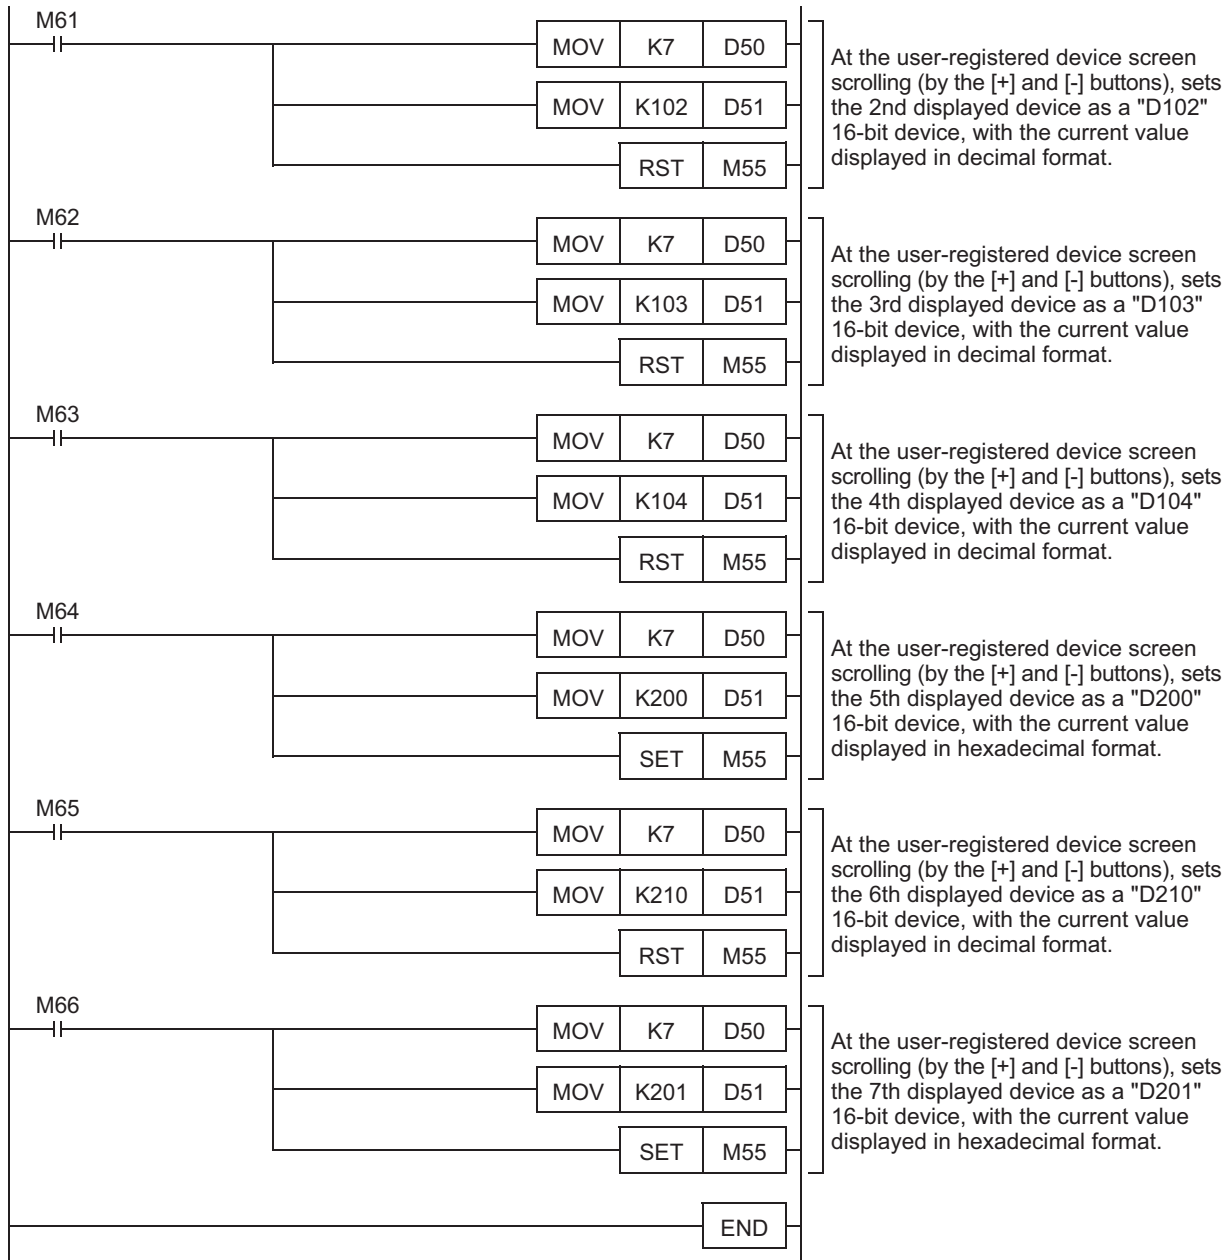 M61
MOV K7 D50
MOV K102 D51
RST M55
At the user-registered device screen
scrolling (by the [+] and [-] buttons), sets
the 2nd displayed device as a "D102"
16-bit device, with the current value
displayed in decimal format.
M62
MOV K7 D50
MOV K103 D51
RST M55
At the user-registered device screen
scrolling (by the [+] and [-] buttons), sets
the 3rd displayed device as a "D103"
16-bit device, with the current value
displayed in decimal format.
M63
MOV K7 D50
MOV K104 D51
RST M55
At the user-registered device screen
scrolling (by the [+] and [-] buttons), sets
the 4th displayed device as a "D104"
16-bit device, with the current value
displayed in decimal format.
M64
MOV K7 D50
MOV K200 D51
SET M55
At the user-registered device screen
scrolling (by the [+] and [-] buttons), sets
the 5th displayed device as a "D200"
16-bit device, with the current value
displayed in hexadecimal format.
M65
MOV K7 D50
MOV K210 D51
RST M55
At the user-registered device screen
scrolling (by the [+] and [-] buttons), sets
the 6th displayed device as a "D210"
16-bit device, with the current value
displayed in decimal format.
M66
MOV K7 D50
MOV K201 D51
SET M55
At the user-registered device screen
scrolling (by the [+] and [-] buttons), sets
the 7th displayed device as a "D201"
16-bit device, with the current value
displayed in hexadecimal format.
END